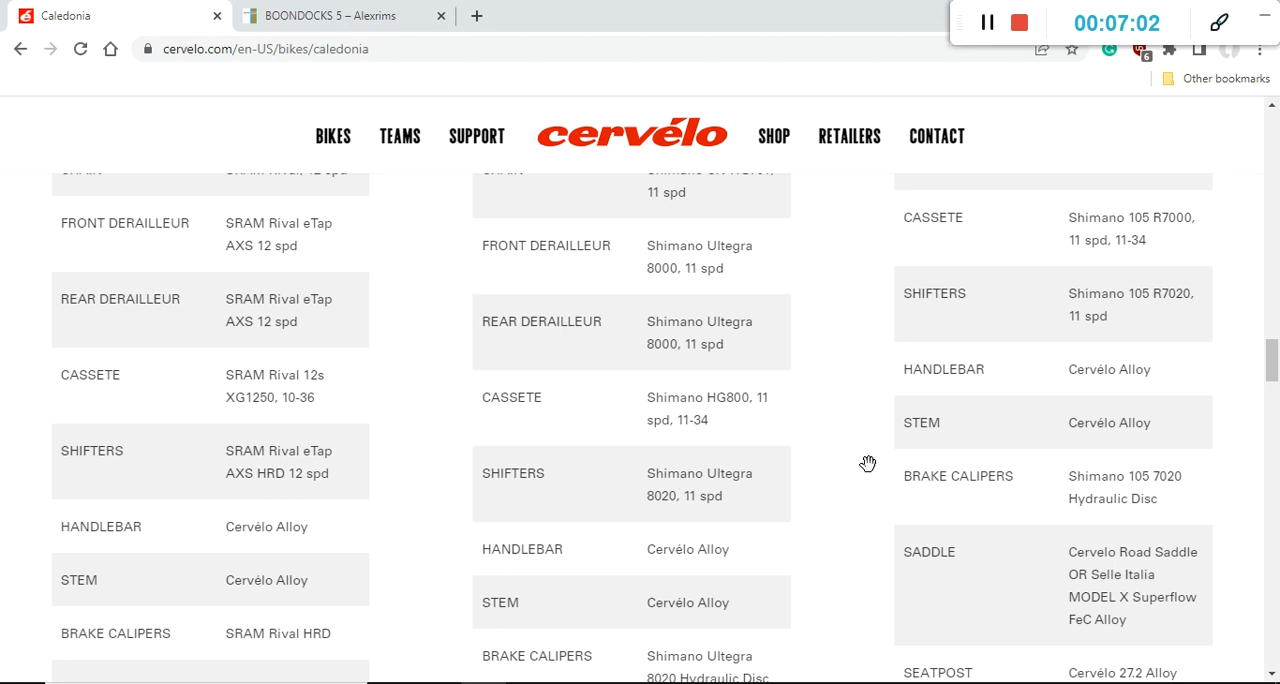 Caledonia
BOONDOCKS 5 – Alexrims
00:07:02
cervelo.com/en-US/bikes/caledonia
6
Other bookmarks
BIKES TEAMS SUPPORT cervélo SHOP RETAILERS CONTACT
FRONT DERAILLEUR SRAM Rival eTap
AXS 12 spd
REAR DERAILLEUR SRAM Rival eTap
AXS 12 spd
CASSETE SRAM Rival 12s
XG1250, 10-36
SHIFTERS SRAM Rival eTap
AXS HRD 12 spd
HANDLEBAR Cervélo Alloy
STEM Cervélo Alloy
BRAKE CALIPERS SRAM Rival HRD
11 spd
FRONT DERAILLEUR Shimano Ultegra
8000, 11 spd
REAR DERAILLEUR Shimano Ultegra
8000, 11 spd
CASSETE Shimano HG800, 11
spd, 11-34
SHIFTERS Shimano Ultegra
8020, 11 spd
HANDLEBAR Cervélo Alloy
STEM Cervélo Alloy
BRAKE CALIPERS Shimano Ultegra
8020 Hydraulic Disc
CASSETE Shimano 105 R7000,
11 spd, 11-34
SHIFTERS Shimano 105 R7020,
11 spd
HANDLEBAR Cervélo Alloy
STEM Cervélo Alloy
BRAKE CALIPERS Shimano 105 7020
Hydraulic Disc
SADDLE Cervelo Road Saddle
OR Selle Italia
MODEL X Superflow
FeC Alloy
SEATPOST Cervélo 27.2 Alloy